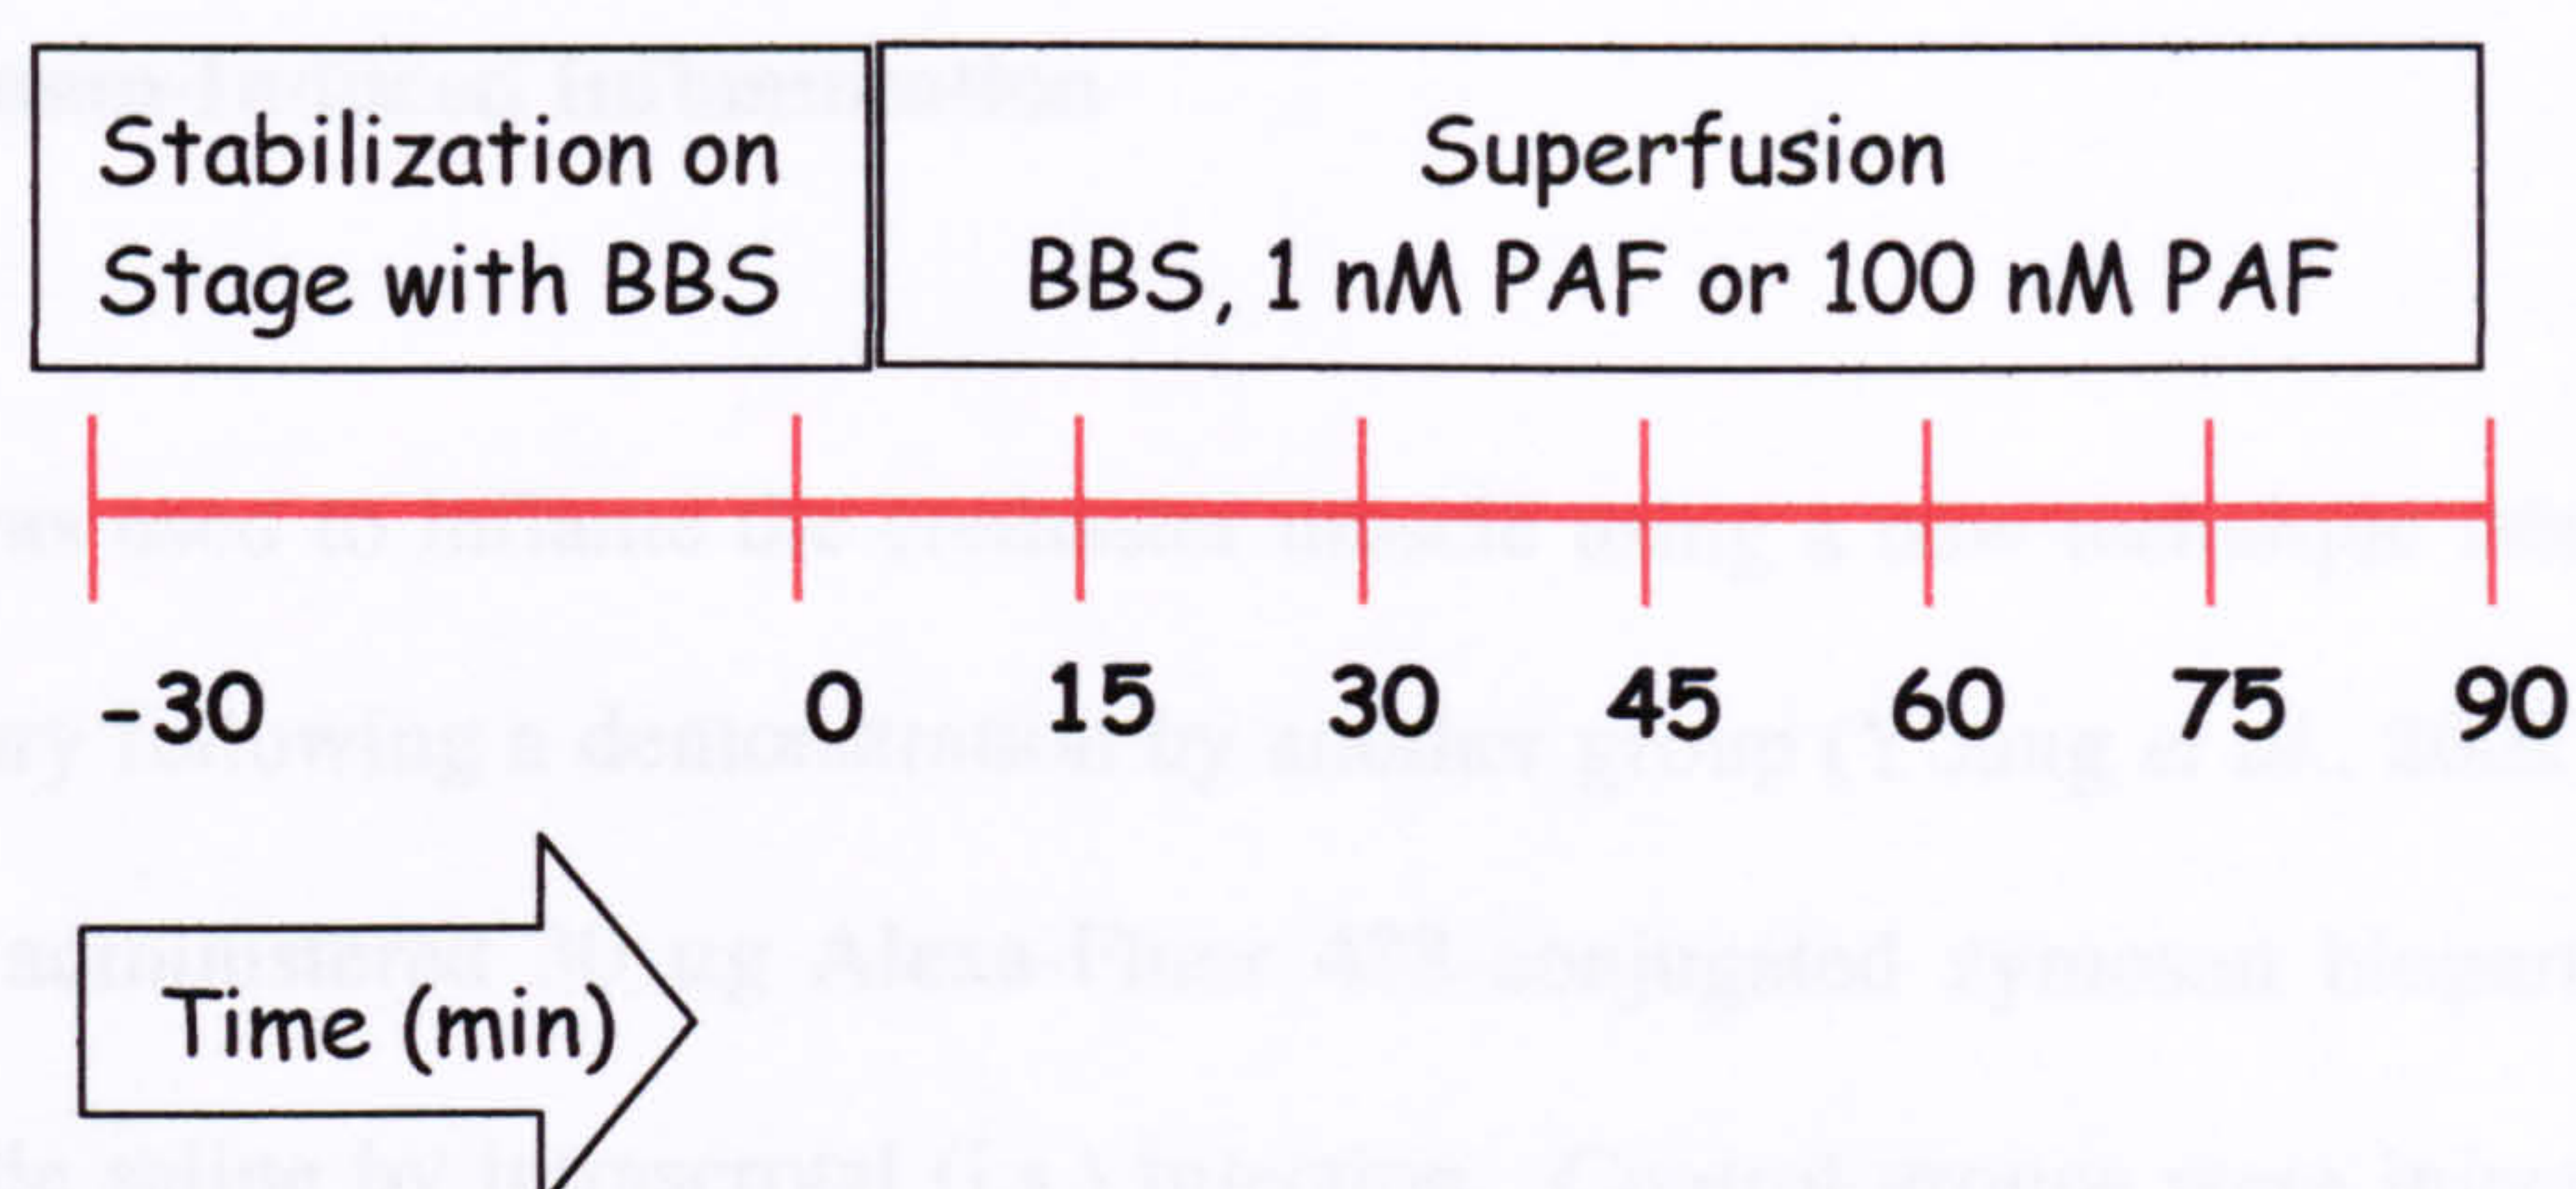 Stabilization on
Stage with BBS
Superfusion
BBS, 1 nM PAF or 100 nM PAF
-30 0 15 30 45 60 75 90
Time (min)